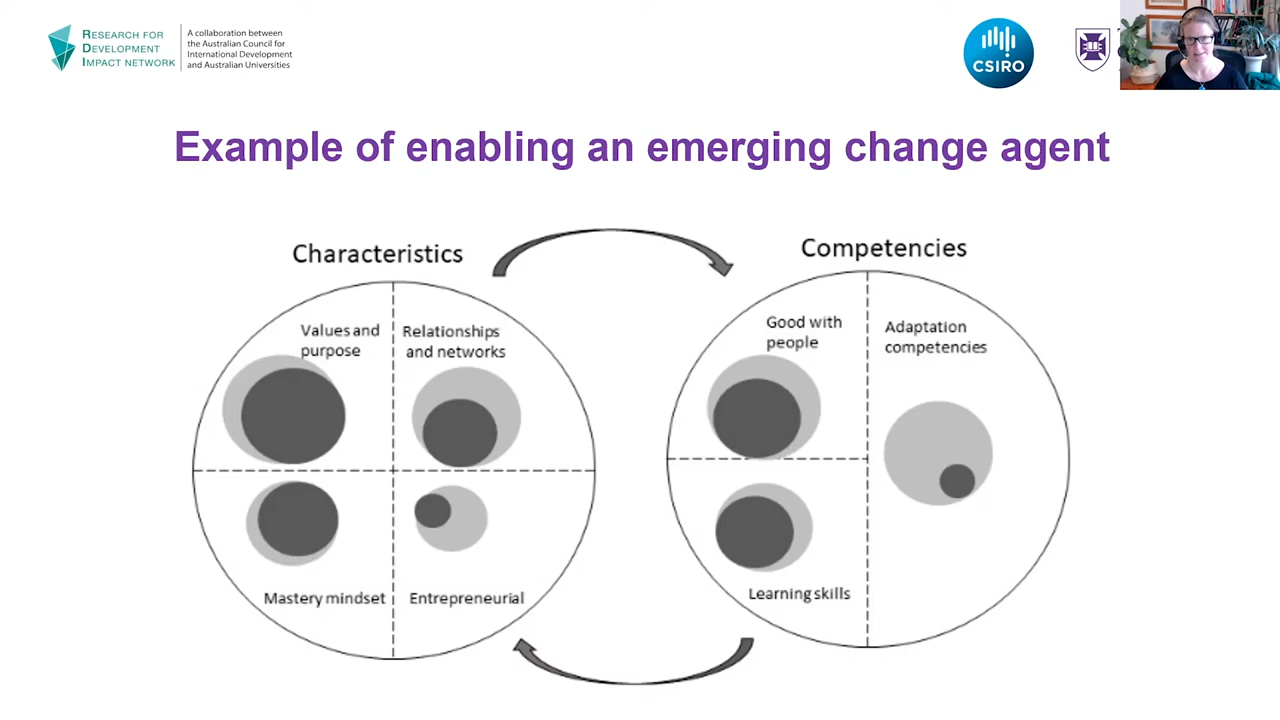 RESEARCH FOR
DEVELOPMENT
IMPACT NETWORK
A collaboration between
the Australian Council for
International Development
and Australian Universities
CSIRO
Example of enabling an emerging change agent
Characteristics
Values and
purpose
Relationships
and networks
Mastery mindset
Entrepreneurial
Competencies
Good with
people
Adaptation
competencies
Learning skills